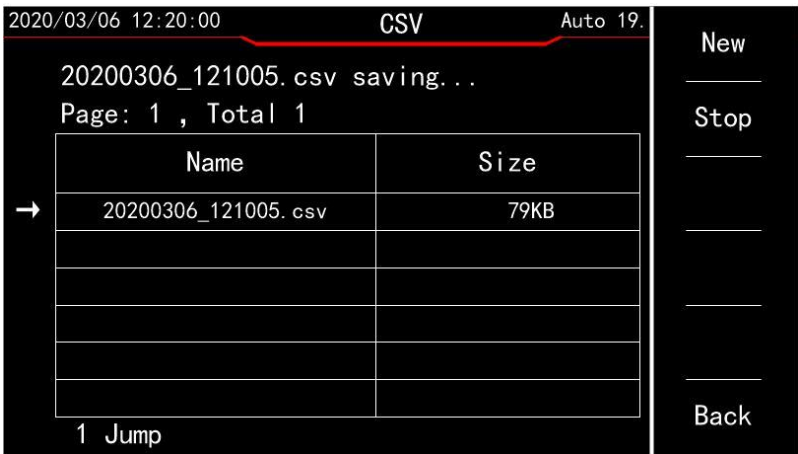 2020/03/06 12:20:00 CSV Auto 19.
20200306_121005.csv saving...
Page: 1 , Total 1
Name Size
→ 20200306_121005.csv 79KB
1 Jump
New
Stop
Back